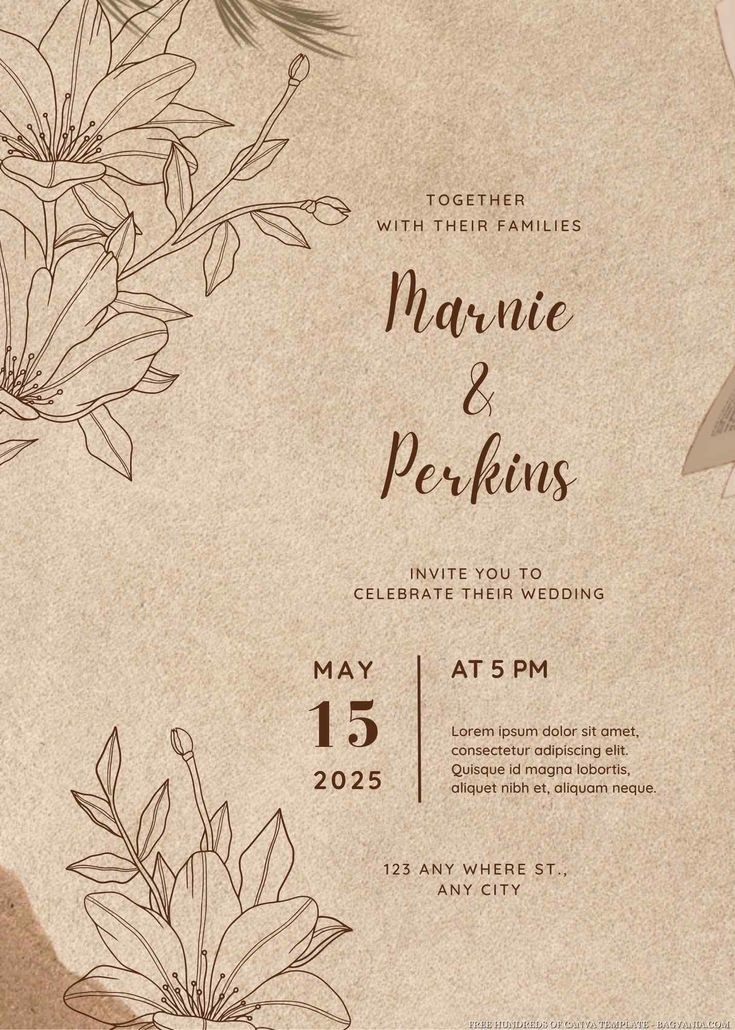 TOGETHER
WITH THEIR FAMILIES
Marnie
&
Perkins
INVITE YOU TO
CELEBRATE THEIR WEDDING
MAY
15
2025
AT 5 PM
Lorem ipsum dolor sit amet,
consectetur adipiscing elit.
Quisque id magna lobortis,
aliquet nibh et, aliquam neque.
123 ANY WHERE ST.,
ANY CITY
FREE HUNDREDS OF CANVA TEMPLATE - BAGVANIA.COM